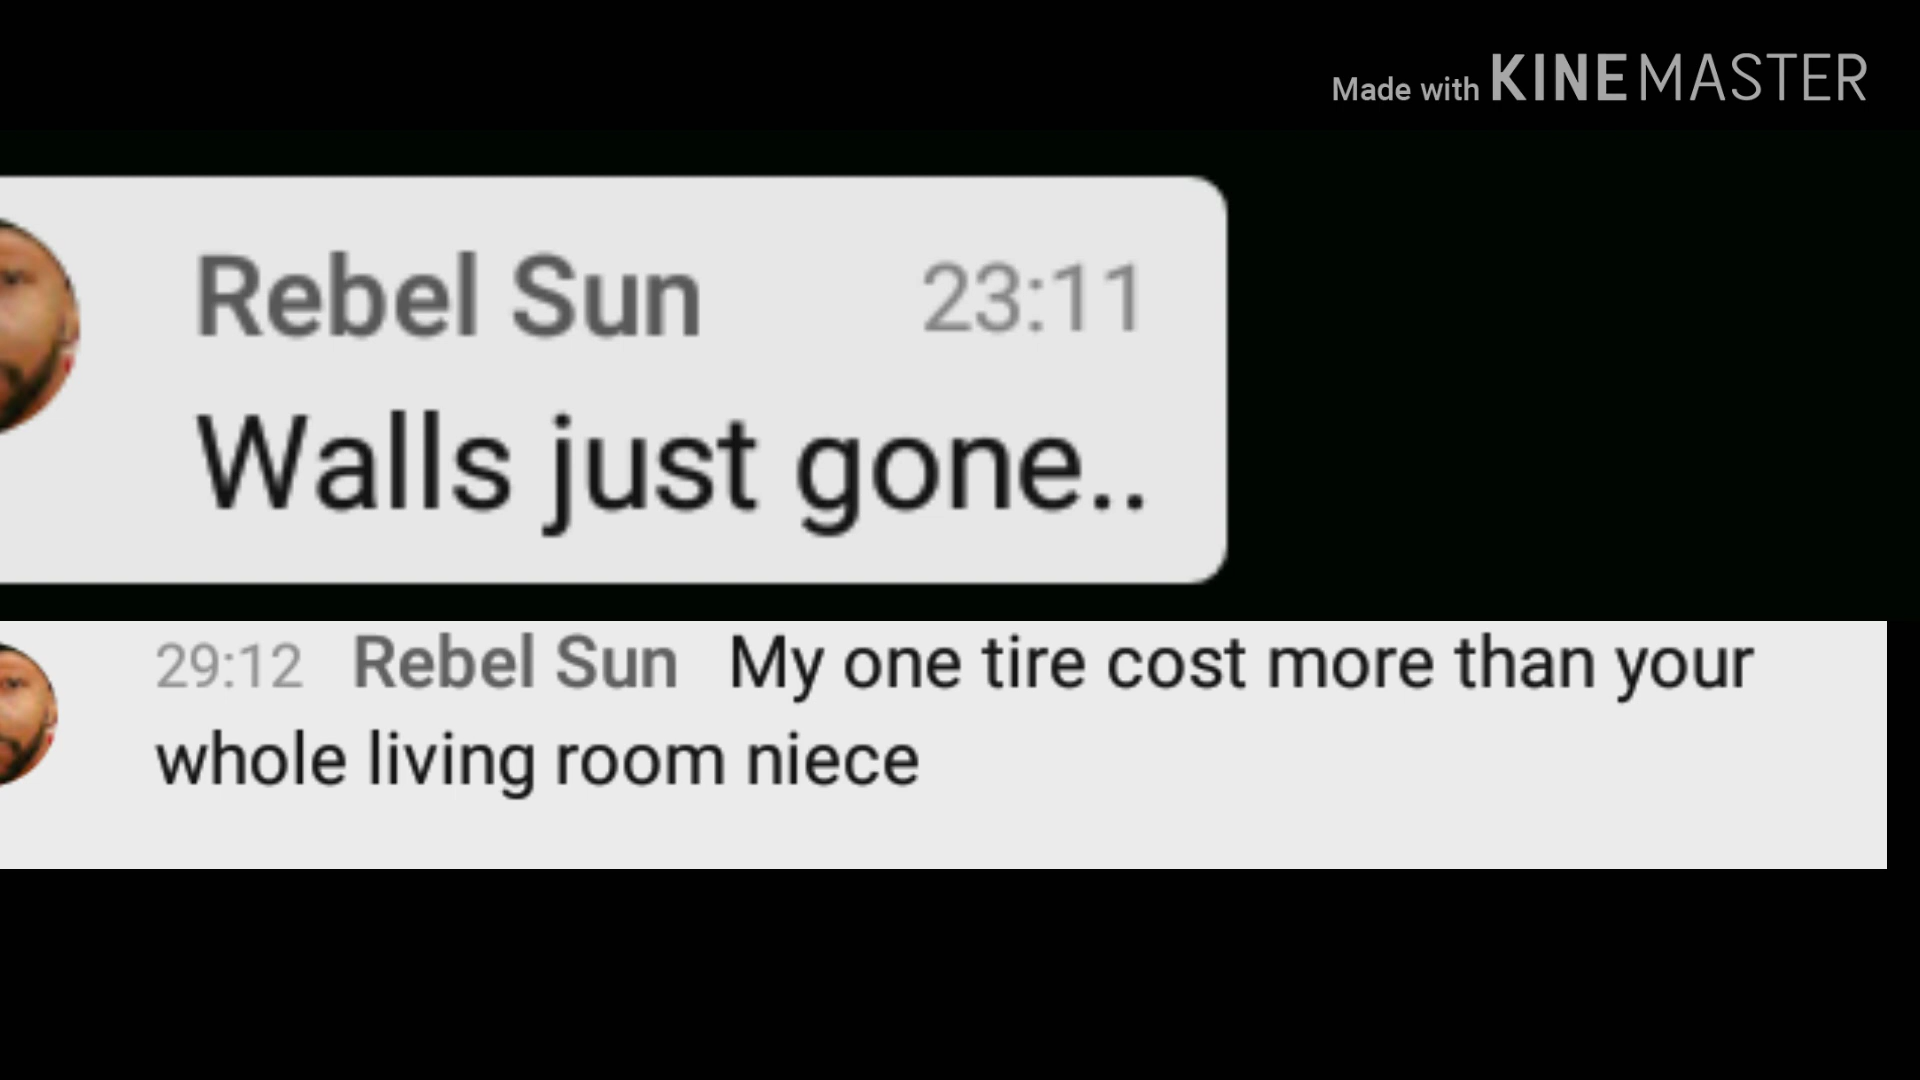 Made with KINEMASTER
Rebel Sun 23:11
Walls just gone..
29:12 Rebel Sun My one tire cost more than your
whole living room niece